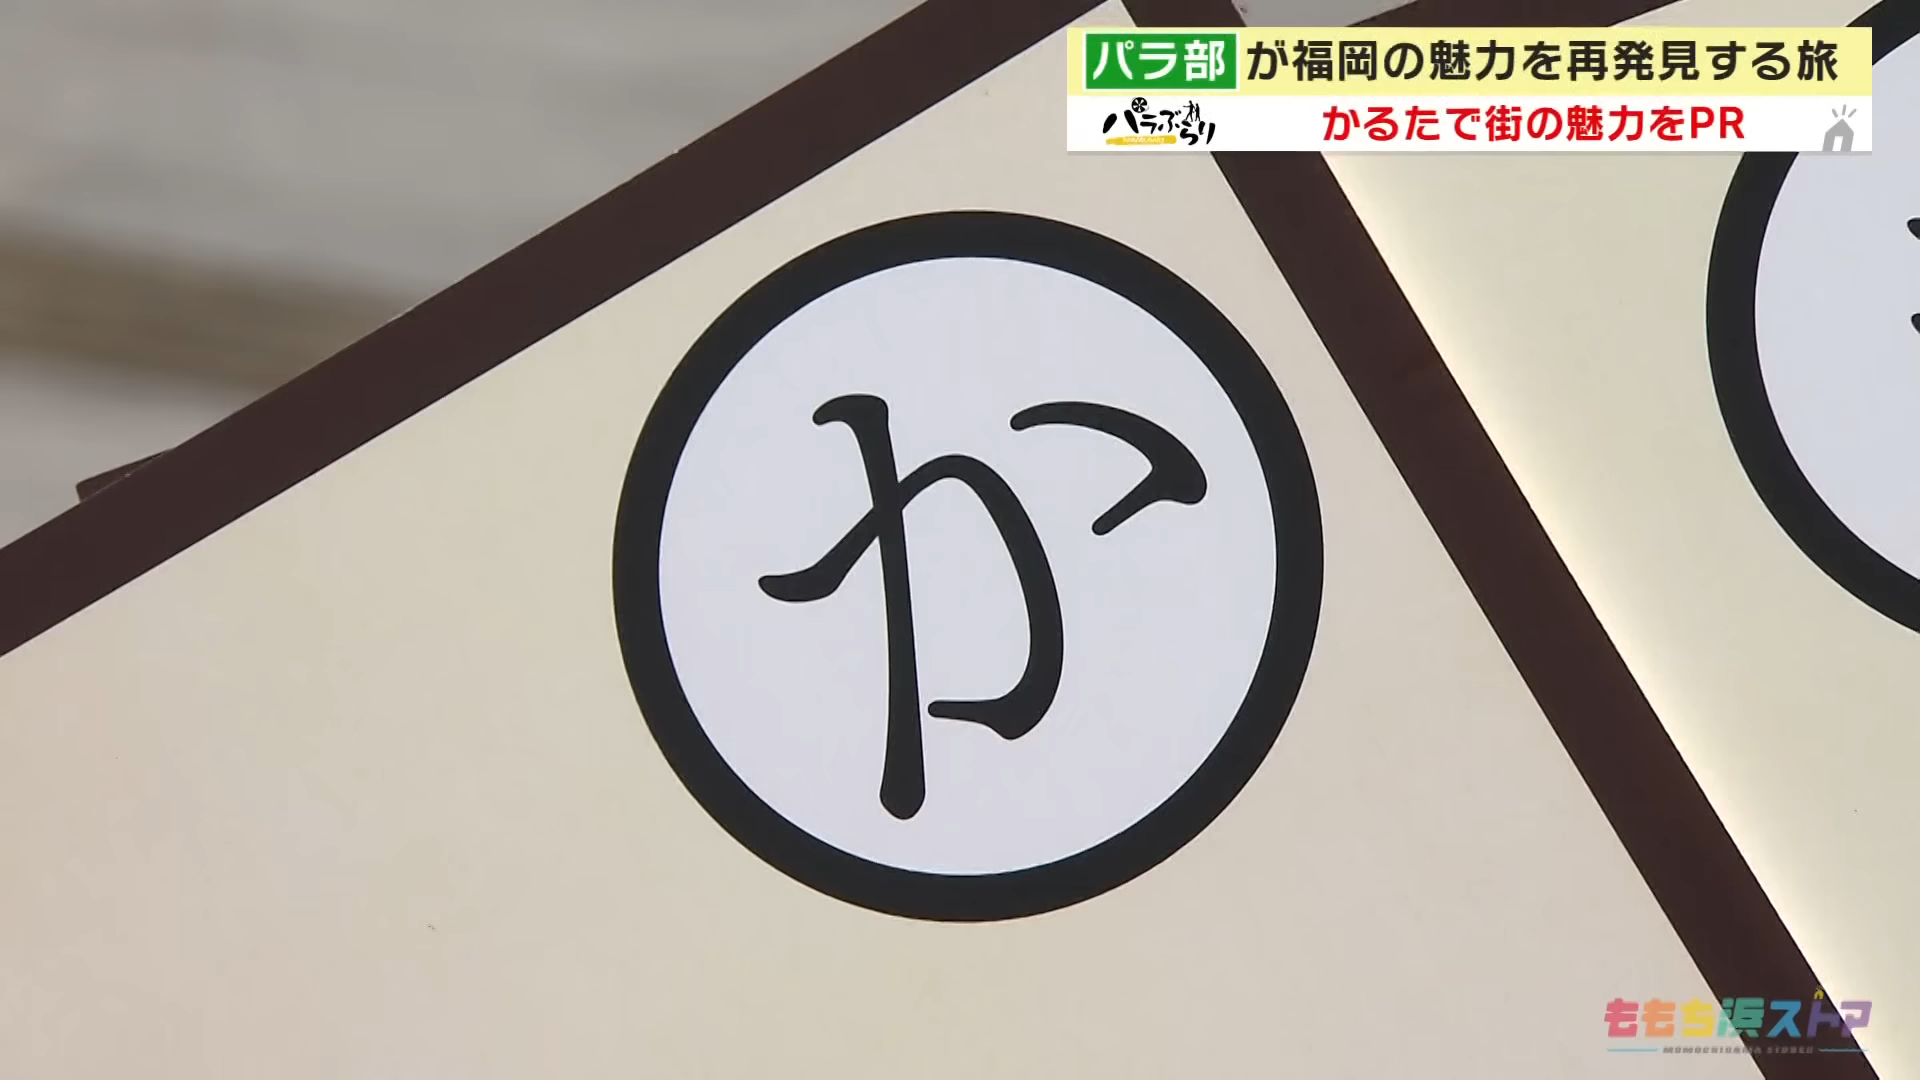 パラ部が福岡の魅力を再発見する旅
パラぶらり
かるたで街の魅力をPR
か
ももち浜ストア
MOMOCHIHAMA STORE